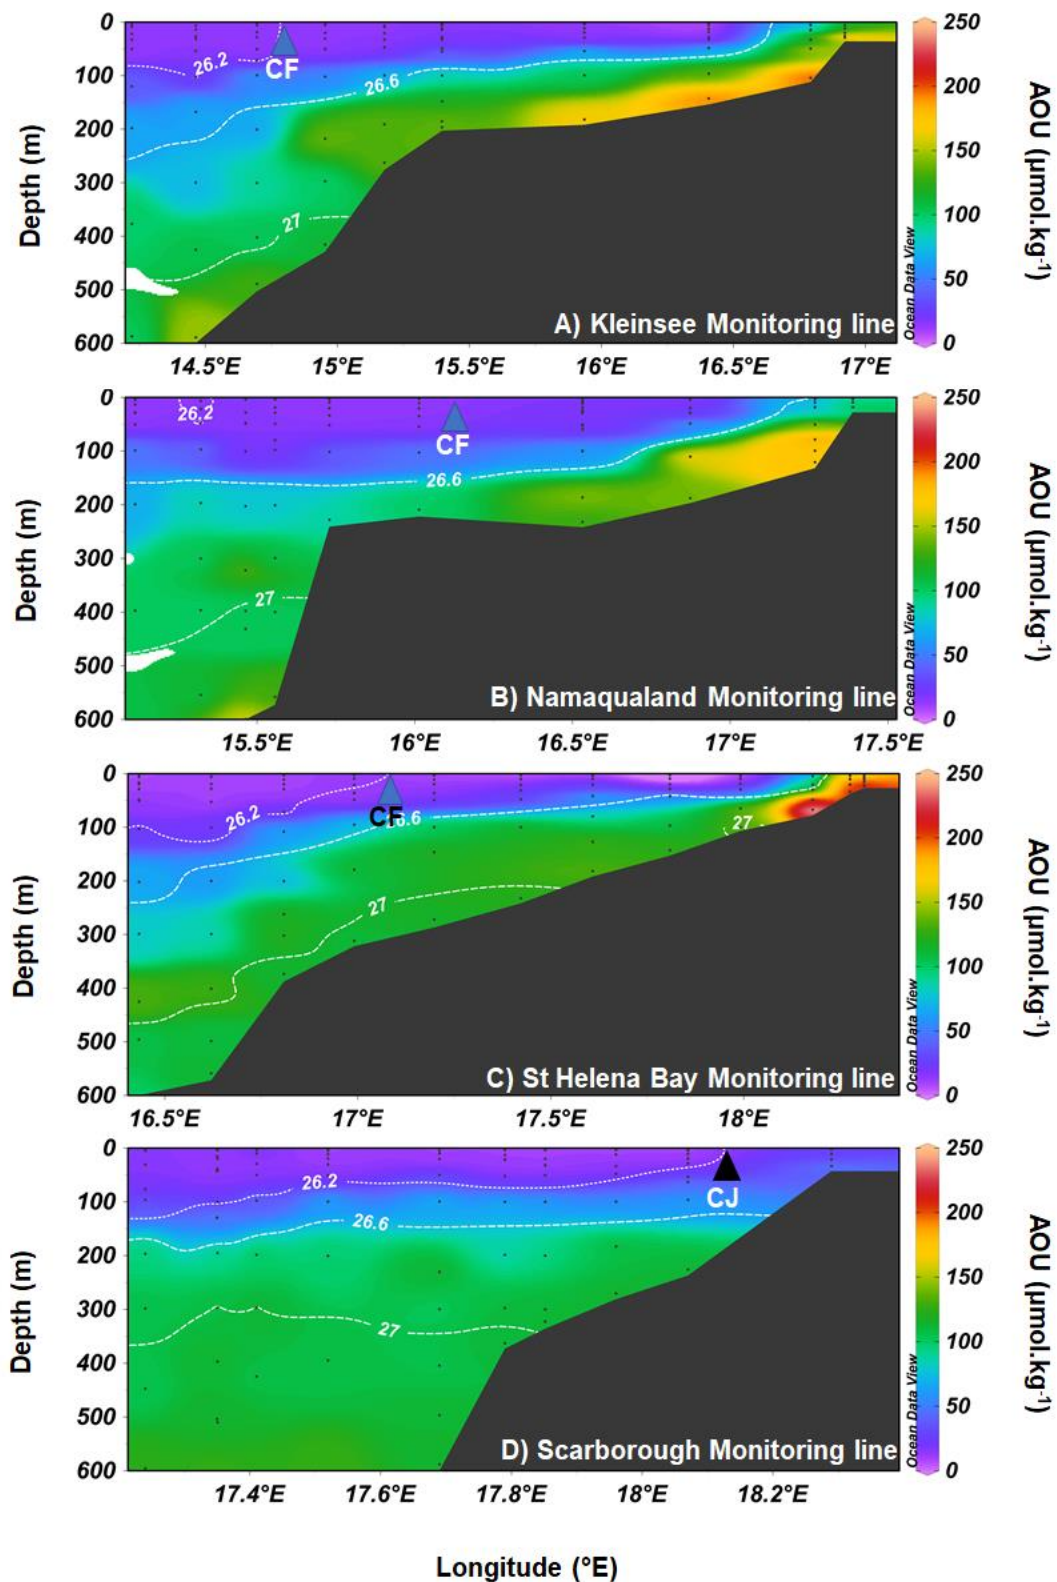 0
100
200
300
400
500
600
Depth (m)
26.2
CF
26.6
27
A) Kleinsee Monitoring line
14.5°E 15°E 15.5°E 16°E 16.5°E 17°E
Ocean Data View
250
200
150
100
50
0
AOU (µmol.kg-1)
0
100
200
300
400
500
600
Depth (m)
26.2
CF
26.6
27
B) Namaqualand Monitoring line
15.5°E 16°E 16.5°E 17°E 17.5°E
Ocean Data View
250
200
150
100
50
0
AOU (µmol.kg-1)
0
100
200
300
400
500
600
Depth (m)
26.2
CF
6.6
27
27
C) St Helena Bay Monitoring line
16.5°E 17°E 17.5°E 18°E
Ocean Data View
250
200
150
100
50
0
AOU (µmol.kg-1)
0
100
200
300
400
500
600
Depth (m)
26.2
CJ
26.6
27
D) Scarborough Monitoring line
17.4°E 17.6°E 17.8°E 18°E 18.2°E
Ocean Data View
250
200
150
100
50
0
AOU (µmol.kg-1)
Longitude (°E)